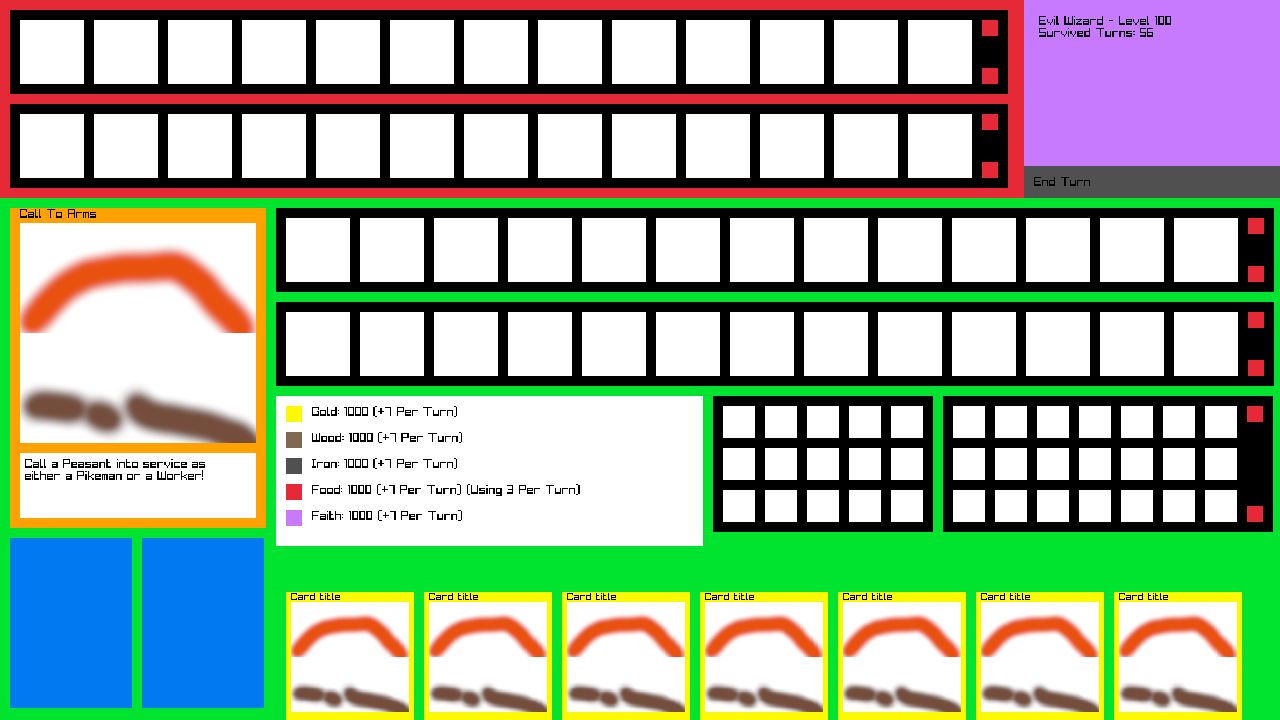 Evil Wizard - Level 100
Survived Turns: 56
End Turn
Call To Arms
Call a Peasant into service as
either a Pikeman or a Worker!
Gold: 1000 (+7 Per Turn)
Wood: 1000 (+7 Per Turn)
Iron: 1000 (+7 Per Turn)
Food: 1000 (+7 Per Turn) (Using 3 Per Turn)
Faith: 1000 (+7 Per Turn)
Card title
Card title
Card title
Card title
Card title
Card title
Card title